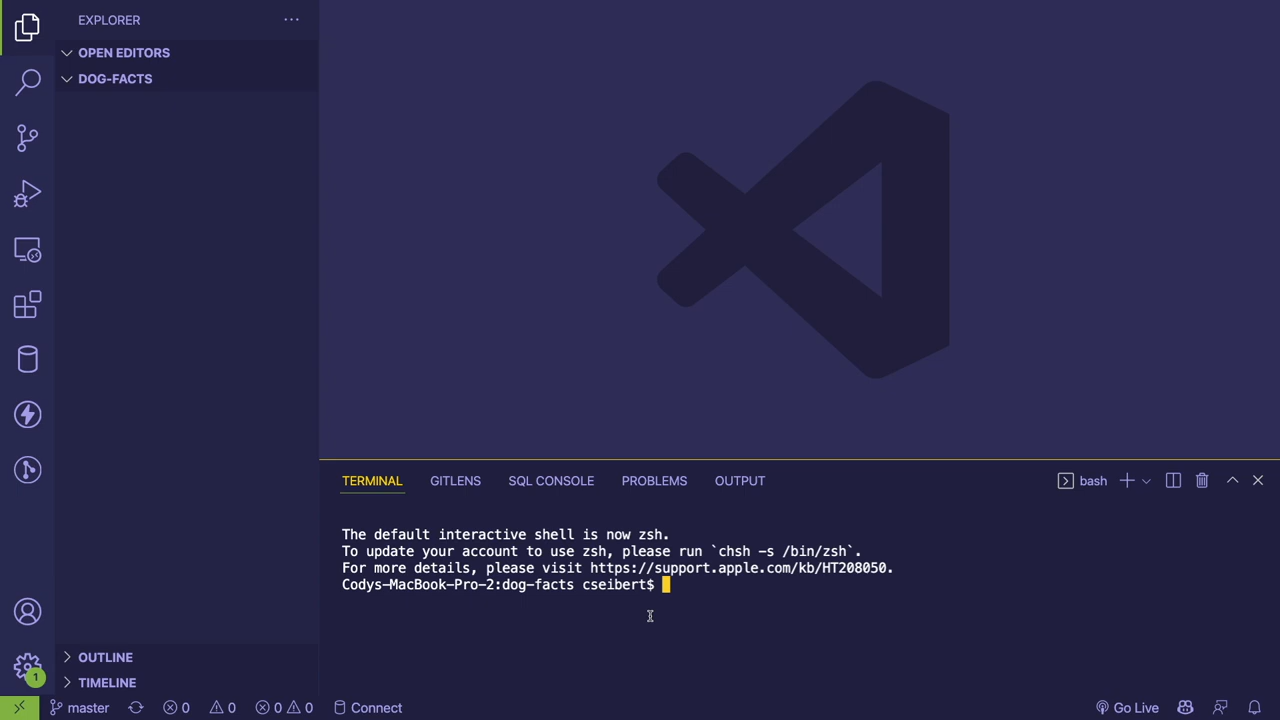 EXPLORER
OPEN EDITORS
DOG-FACTS
TERMINAL GITLENS SQL CONSOLE PROBLEMS OUTPUT bash
The default interactive shell is now zsh.
To update your account to use zsh, please run `chsh -s /bin/zsh`.
For more details, please visit https://support.apple.com/kb/HT208050.
Codys-MacBook-Pro-2:dog-facts cseibert$
OUTLINE
TIMELINE
1
master 0 0 0 0 Connect Go Live